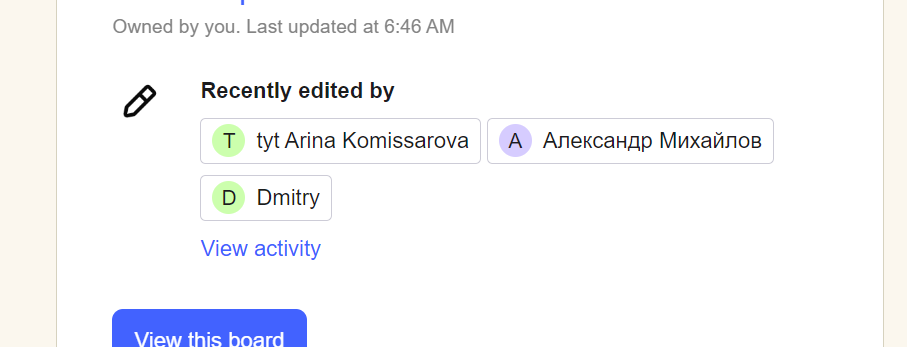 Owned by you. Last updated at 6:46 AM
Recently edited by
T tyt Arina Komissarova A Александр Михайлов
D Dmitry
View activity
View this board